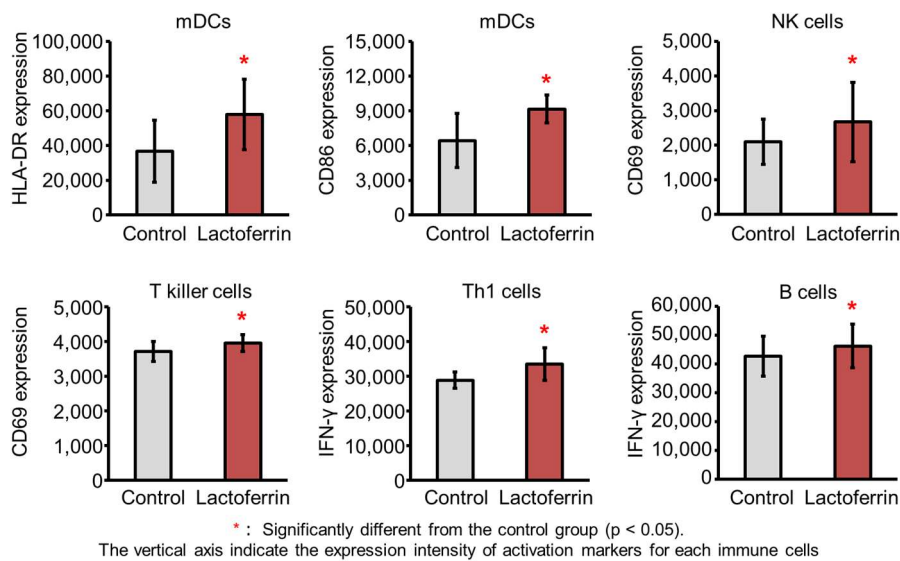 mDCs
HLA-DR expression
100,000
80,000
60,000
40,000
20,000
0
*
Control Lactoferrin
mDCs
CD86 expression
15,000
12,000
9,000
6,000
3,000
0
*
Control Lactoferrin
NK cells
CD69 expression
5,000
4,000
3,000
2,000
1,000
0
*
Control Lactoferrin
T killer cells
CD69 expression
5,000
4,000
3,000
2,000
1,000
0
*
Control Lactoferrin
Th1 cells
IFN-γ expression
50,000
40,000
30,000
20,000
10,000
0
*
Control Lactoferrin
B cells
IFN-γ expression
60,000
50,000
40,000
30,000
20,000
10,000
0
*
Control Lactoferrin
* : Significantly different from the control group (p < 0.05).
The vertical axis indicate the expression intensity of activation markers for each immune cells